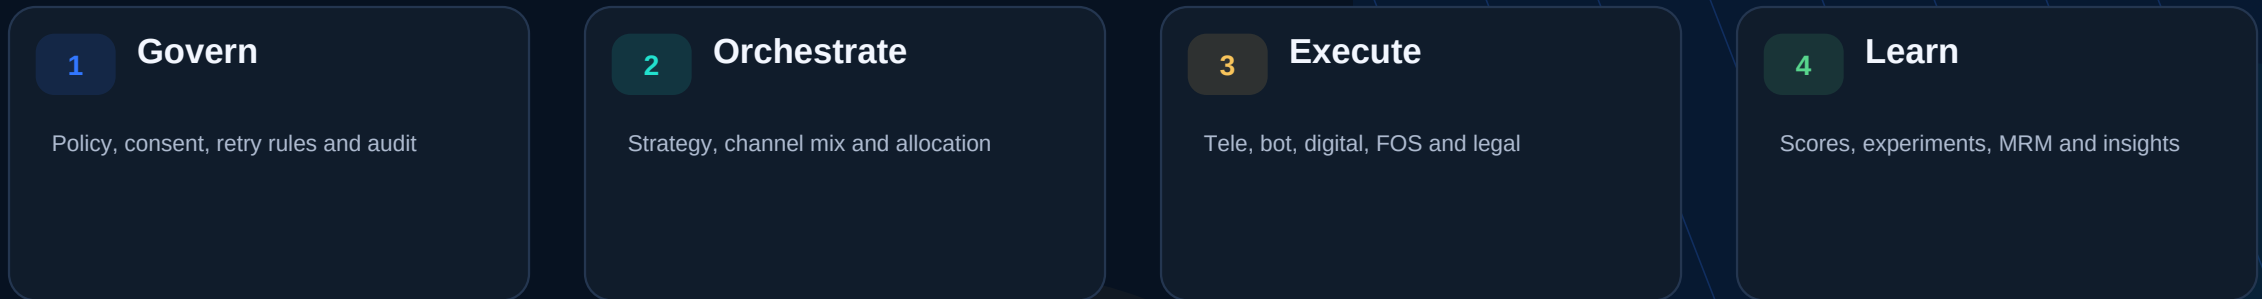 1
Govern
Policy, consent, retry rules and audit
2
Orchestrate
Strategy, channel mix and allocation
3
Execute
Tele, bot, digital, FOS and legal
4
Learn
Scores, experiments, MRM and insights